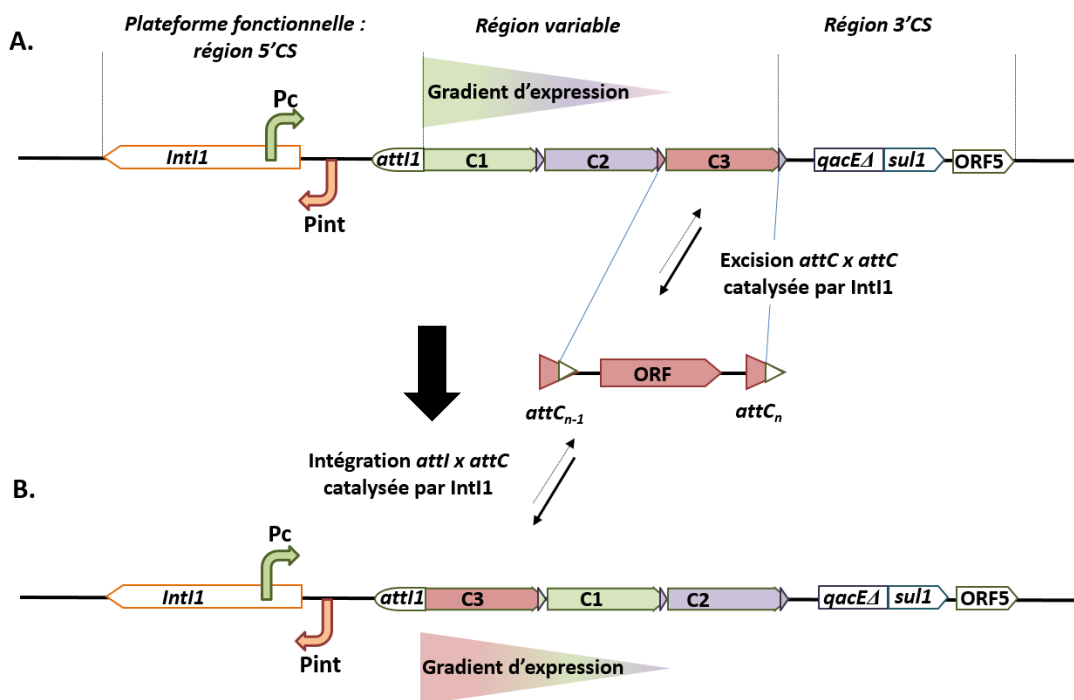 Plateforme fonctionnelle :
région 5’CS
Région variable
Région 3’CS
A.
Gradient d’expression
Pc
IntI1
attI1
C1
C2
C3
qacEΔ
sul1
ORF5
Pint
Excision attC x attC
catalysée par IntI1
ORF
attCn-1
attCn
Intégration attI x attC
catalysée par IntI1
B.
Pc
IntI1
attI1
C3
C1
C2
qacEΔ
sul1
ORF5
Pint
Gradient d’expression